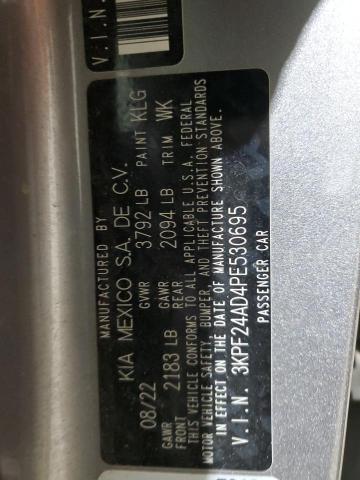 V.I.N.
MANUFACTURED BY
KIA MEXICO S.A. DE C.V.
08/22 GVWR 3792 LB PAINT KLG
GAWR FRONT 2183 LB GAWR REAR 2094 LB TRIM WK
THIS VEHICLE CONFORMS TO ALL APPLICABLE U.S.A. FEDERAL
MOTOR VEHICLE SAFETY, BUMPER, AND THEFT PREVENTION STANDARDS
IN EFFECT ON THE DATE OF MANUFACTURE SHOWN ABOVE.
V.I.N. 3KPF24AD4PE530695
PASSENGER CAR